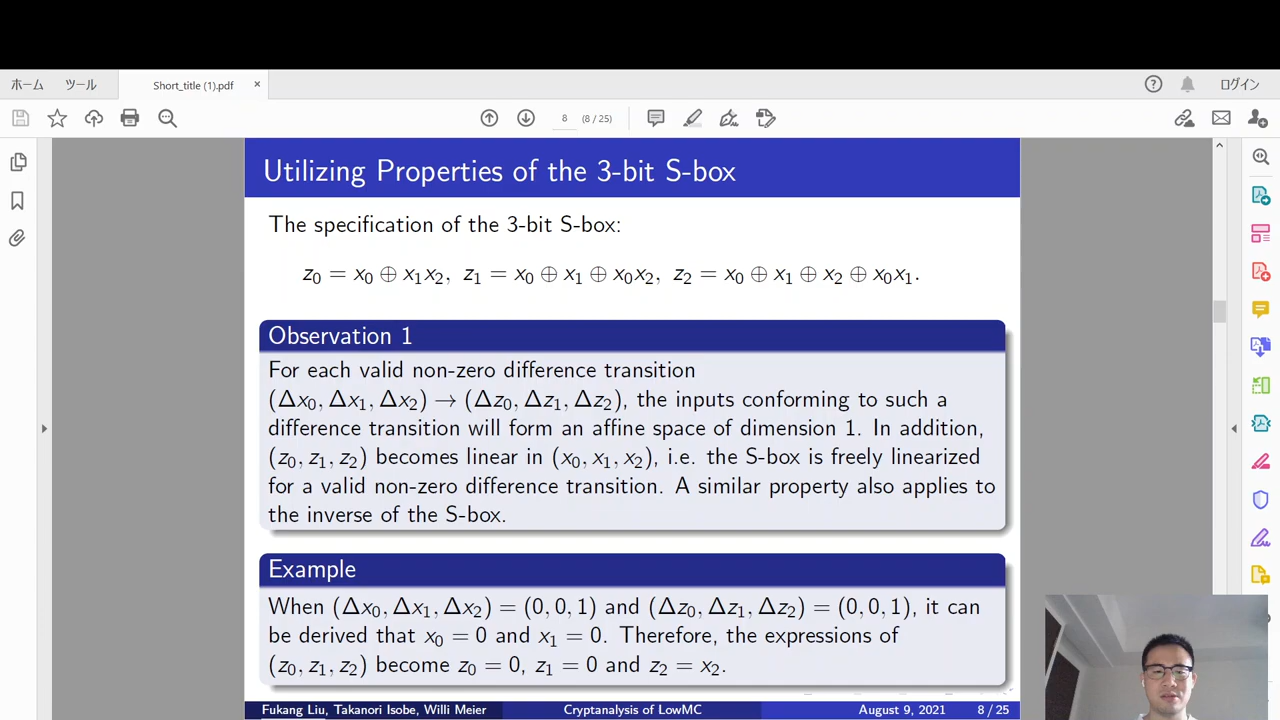 ホーム ツール Short_title (1).pdf × ログイン
8 (8 / 25)
Utilizing Properties of the 3-bit S-box
The specification of the 3-bit S-box:
z₀ = x₀ ⊕ x₁x₂, z₁ = x₀ ⊕ x₁ ⊕ x₀x₂, z₂ = x₀ ⊕ x₁ ⊕ x₂ ⊕ x₀x₁.
Observation 1
For each valid non-zero difference transition
(Δx₀, Δx₁, Δx₂) → (Δz₀, Δz₁, Δz₂), the inputs conforming to such a
difference transition will form an affine space of dimension 1. In addition,
(z₀, z₁, z₂) becomes linear in (x₀, x₁, x₂), i.e. the S-box is freely linearized
for a valid non-zero difference transition. A similar property also applies to
the inverse of the S-box.
Example
When (Δx₀, Δx₁, Δx₂) = (0, 0, 1) and (Δz₀, Δz₁, Δz₂) = (0, 0, 1), it can
be derived that x₀ = 0 and x₁ = 0. Therefore, the expressions of
(z₀, z₁, z₂) become z₀ = 0, z₁ = 0 and z₂ = x₂.
Fukang Liu, Takanori Isobe, Willi Meier Cryptanalysis of LowMC August 9, 2021 8 / 25